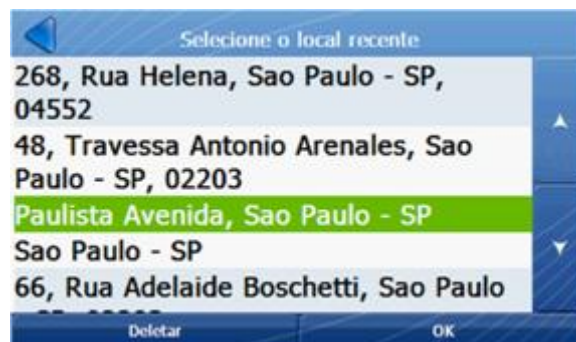 Selecione o local recente
268, Rua Helena, Sao Paulo - SP,
04552
48, Travessa Antonio Arenales, Sao
Paulo - SP, 02203
Paulista Avenida, Sao Paulo - SP
Sao Paulo - SP
66, Rua Adelaide Boschetti, Sao Paulo
Deletar
OK